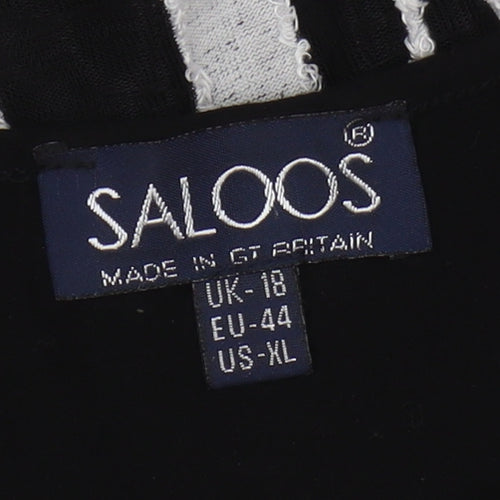 SALOOS®
MADE IN GT BRITAIN
UK-18
EU-44
US-XL